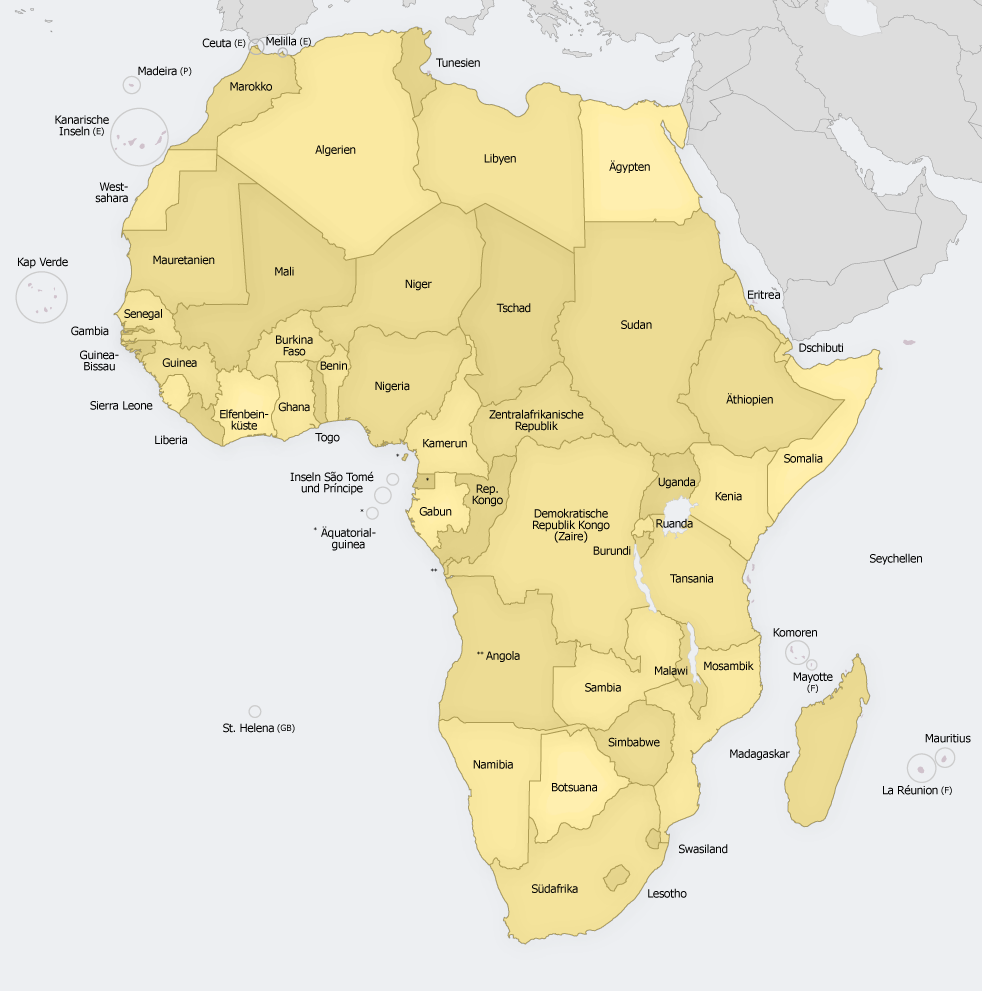 Ceuta (E)
Melilla (E)
Tunesien
Madeira (P)
Marokko
Kanarische
Inseln (E)
Algerien
Libyen
Ägypten
West-
sahara
Mauretanien
Mali
Niger
Kap Verde
Tschad
Sudan
Eritrea
Senegal
Gambia
Guinea-
Bissau
Guinea
Burkina
Faso
Benin
Nigeria
Dschibuti
Äthiopien
Sierra Leone
Elfenbein-
küste
Ghana
Liberia
Togo
Zentralafrikanische
Republik
Kamerun
Somalia
*
Inseln São Tomé
und Príncipe
*
Rep.
Kongo
Uganda
Kenia
*
Gabun
Demokratische
Republik Kongo
(Zaire)
Ruanda
* Äquatorial-
guinea
Burundi
Seychellen
**
Tansania
Komoren
** Angola
Malawi
Mosambik
Mayotte
(F)
Sambia
St. Helena (GB)
Simbabwe
Madagaskar
Mauritius
Namibia
Botsuana
La Réunion (F)
Swasiland
Südafrika
Lesotho